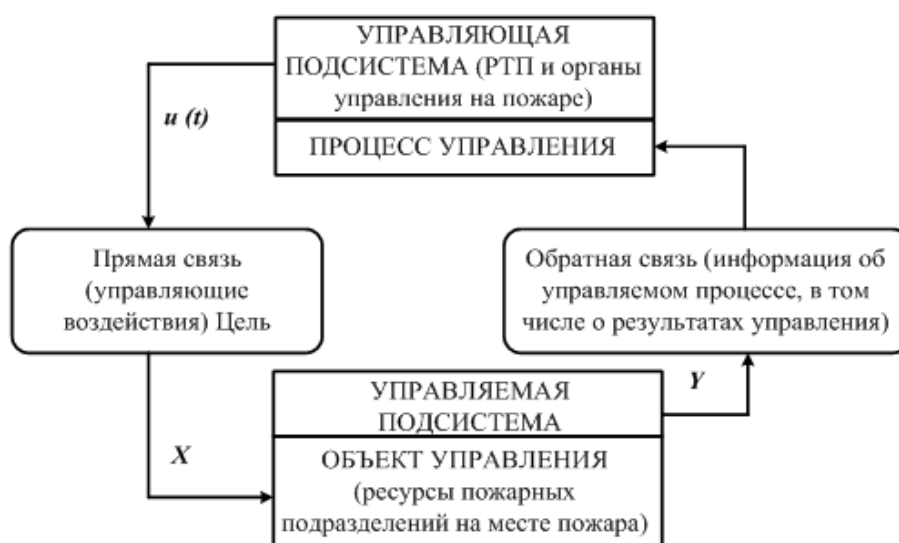 УПРАВЛЯЮЩАЯ
ПОДСИСТЕМА (РТП и органы
управления на пожаре)
ПРОЦЕСС УПРАВЛЕНИЯ
u (t)
Прямая связь
(управляющие
воздействия) Цель
Обратная связь (информация об
управляемом процессе, в том
числе о результатах управления)
X
УПРАВЛЯЕМАЯ
ПОДСИСТЕМА
Y
ОБЪЕКТ УПРАВЛЕНИЯ
(ресурсы пожарных
подразделений на месте пожара)